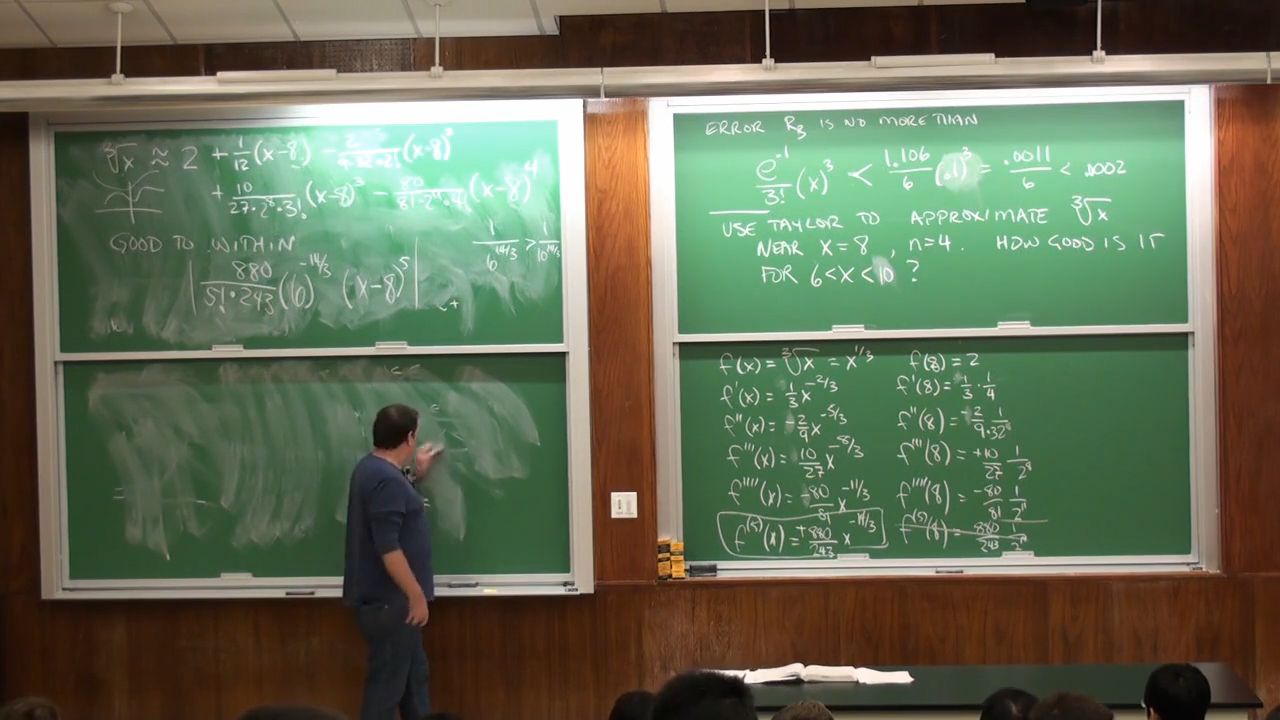 ∛x ≈ 2 + 1/12 (x-8) - 2/(9·32·2!) (x-8)²
+ 10/(27·2⁸·3!) (x-8)³ - 80/(81·2¹¹·4!) (x-8)⁴
GOOD TO WITHIN
| 880/(5!·243) (6)^(-14/3) (x-8)⁵ |
1/6^(14/3) > 1/10^(14/3)
ERROR R₃ IS NO MORE THAN
e^(-1)/3! (x)³ < 1.106/6 (.1)³ = .0011/6 < .0002
USE TAYLOR TO APPROXIMATE ∛x
NEAR X=8, n=4. HOW GOOD IS IT
FOR 6<X<10 ?
f(x) = ∛x = x^(1/3) f(8) = 2
f'(x) = 1/3 x^(-2/3) f'(8) = 1/3 · 1/4
f''(x) = -2/9 x^(-5/3) f''(8) = -2/9 · 1/32
f'''(x) = 10/27 x^(-8/3) f'''(8) = +10/27 1/2⁸
f''''(x) = -80/81 x^(-11/3) f''''(8) = -80/81 1/2¹¹
f⁽⁵⁾(x) = +880/243 x^(-14/3) f⁽⁵⁾(8) = 880/243